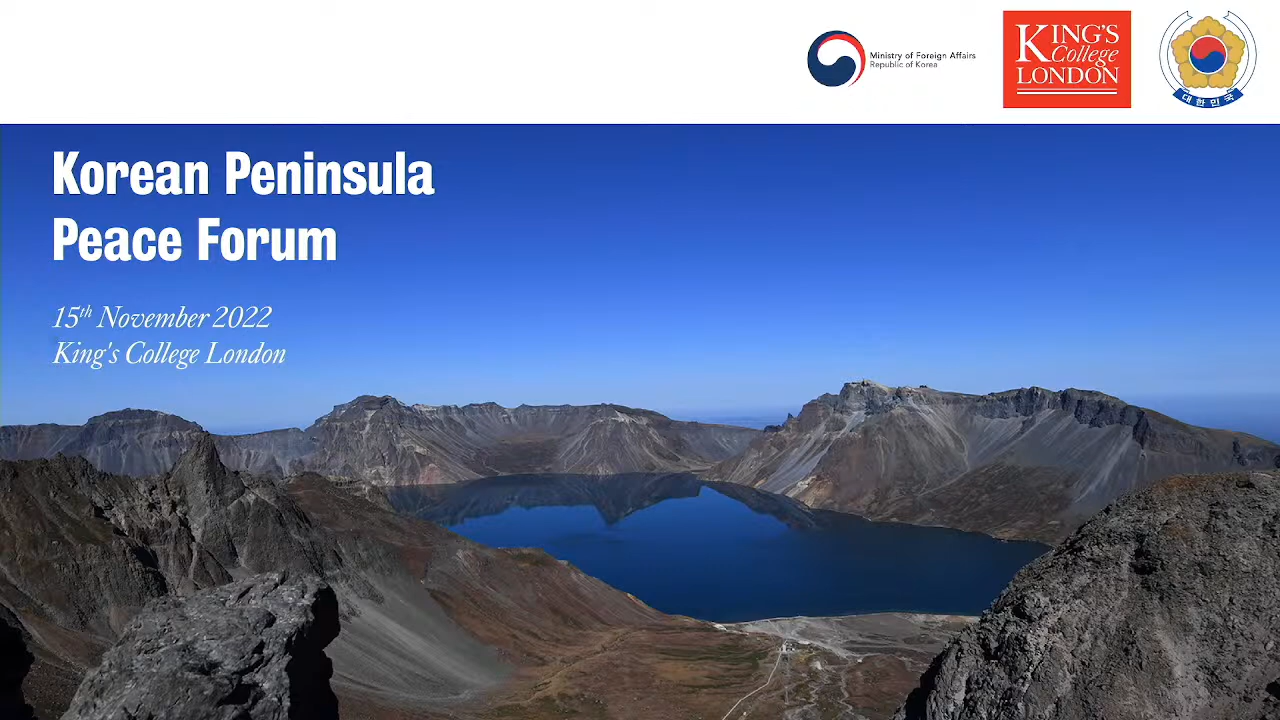 Ministry of Foreign Affairs
Republic of Korea
KING'S
College
LONDON
대한민국
Korean Peninsula
Peace Forum
15th November 2022
King's College London